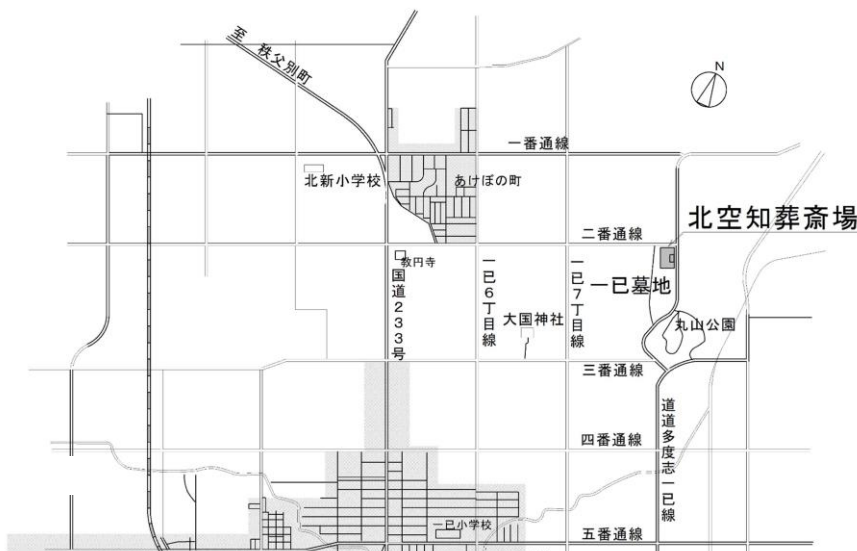 至 秩父別町
N
一番通線
北新小学校
あけぼの町
北空知葬斎場
二番通線
教円寺
国道233号
一已6丁目線
一已7丁目線
一已墓地
大国神社
丸山公園
三番通線
道道多度志一已線
四番通線
一已小学校
五番通線